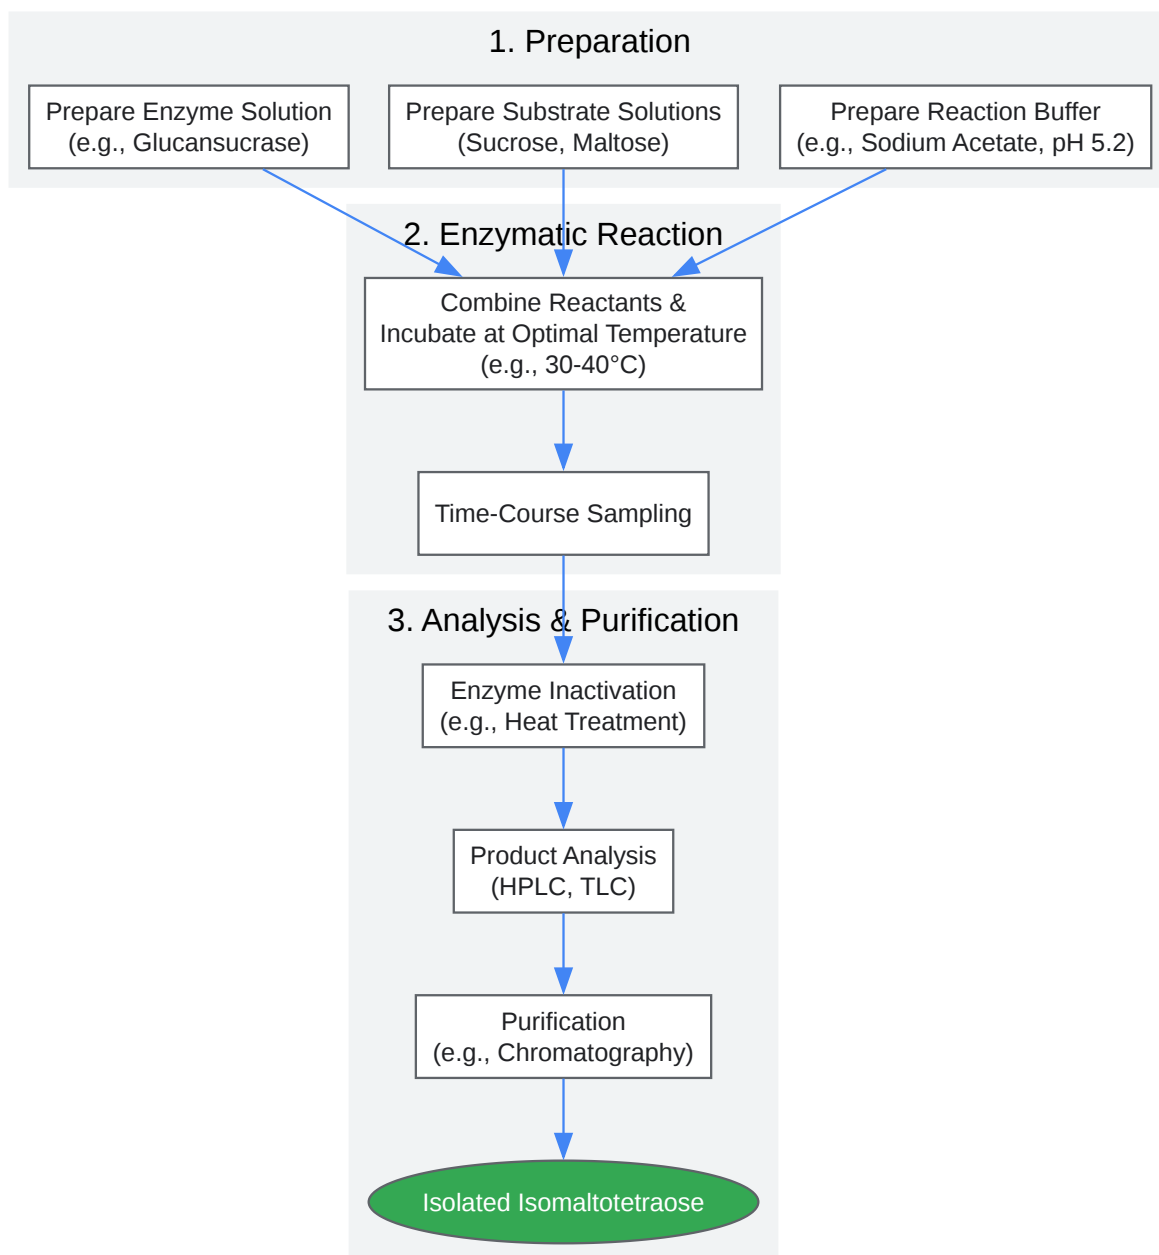 1. Preparation
Prepare Enzyme Solution
(e.g., Glucansucrase)
Prepare Substrate Solutions
(Sucrose, Maltose)
Prepare Reaction Buffer
(e.g., Sodium Acetate, pH 5.2)
2. Enzymatic Reaction
Combine Reactants &
Incubate at Optimal Temperature
(e.g., 30-40°C)
Time-Course Sampling
3. Analysis & Purification
Enzyme Inactivation
(e.g., Heat Treatment)
Product Analysis
(HPLC, TLC)
Purification
(e.g., Chromatography)
Isolated Isomaltotetraose